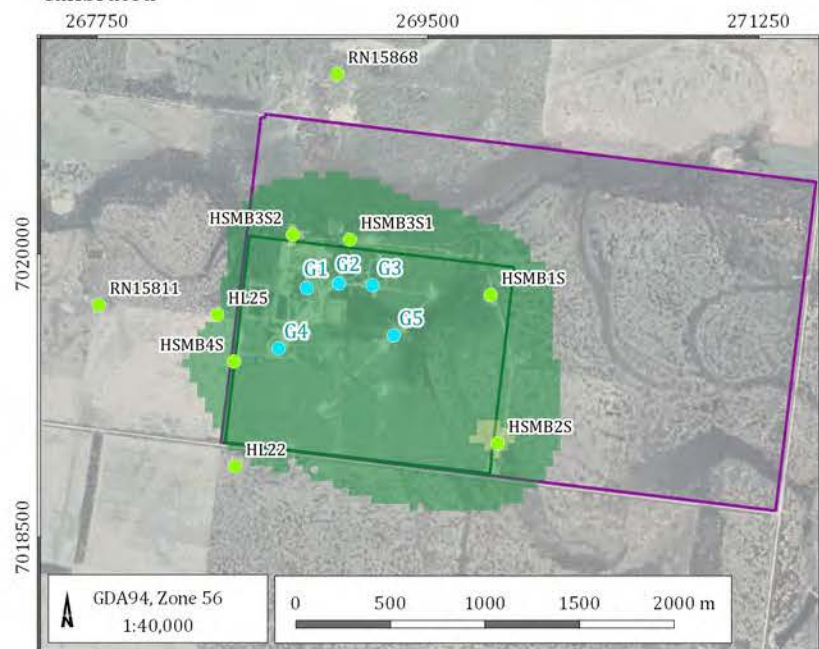 267750 269500 271250
RN15868
HSMB3S2 HSMB3S1
7020000
G1 G2 G3
HSMB1S
RN15811
HL25
G5
HSMB4S
G4
HSMB2S
HL22
7018500
GDA94, Zone 56
1:40,000
0 500 1000 1500 2000 m